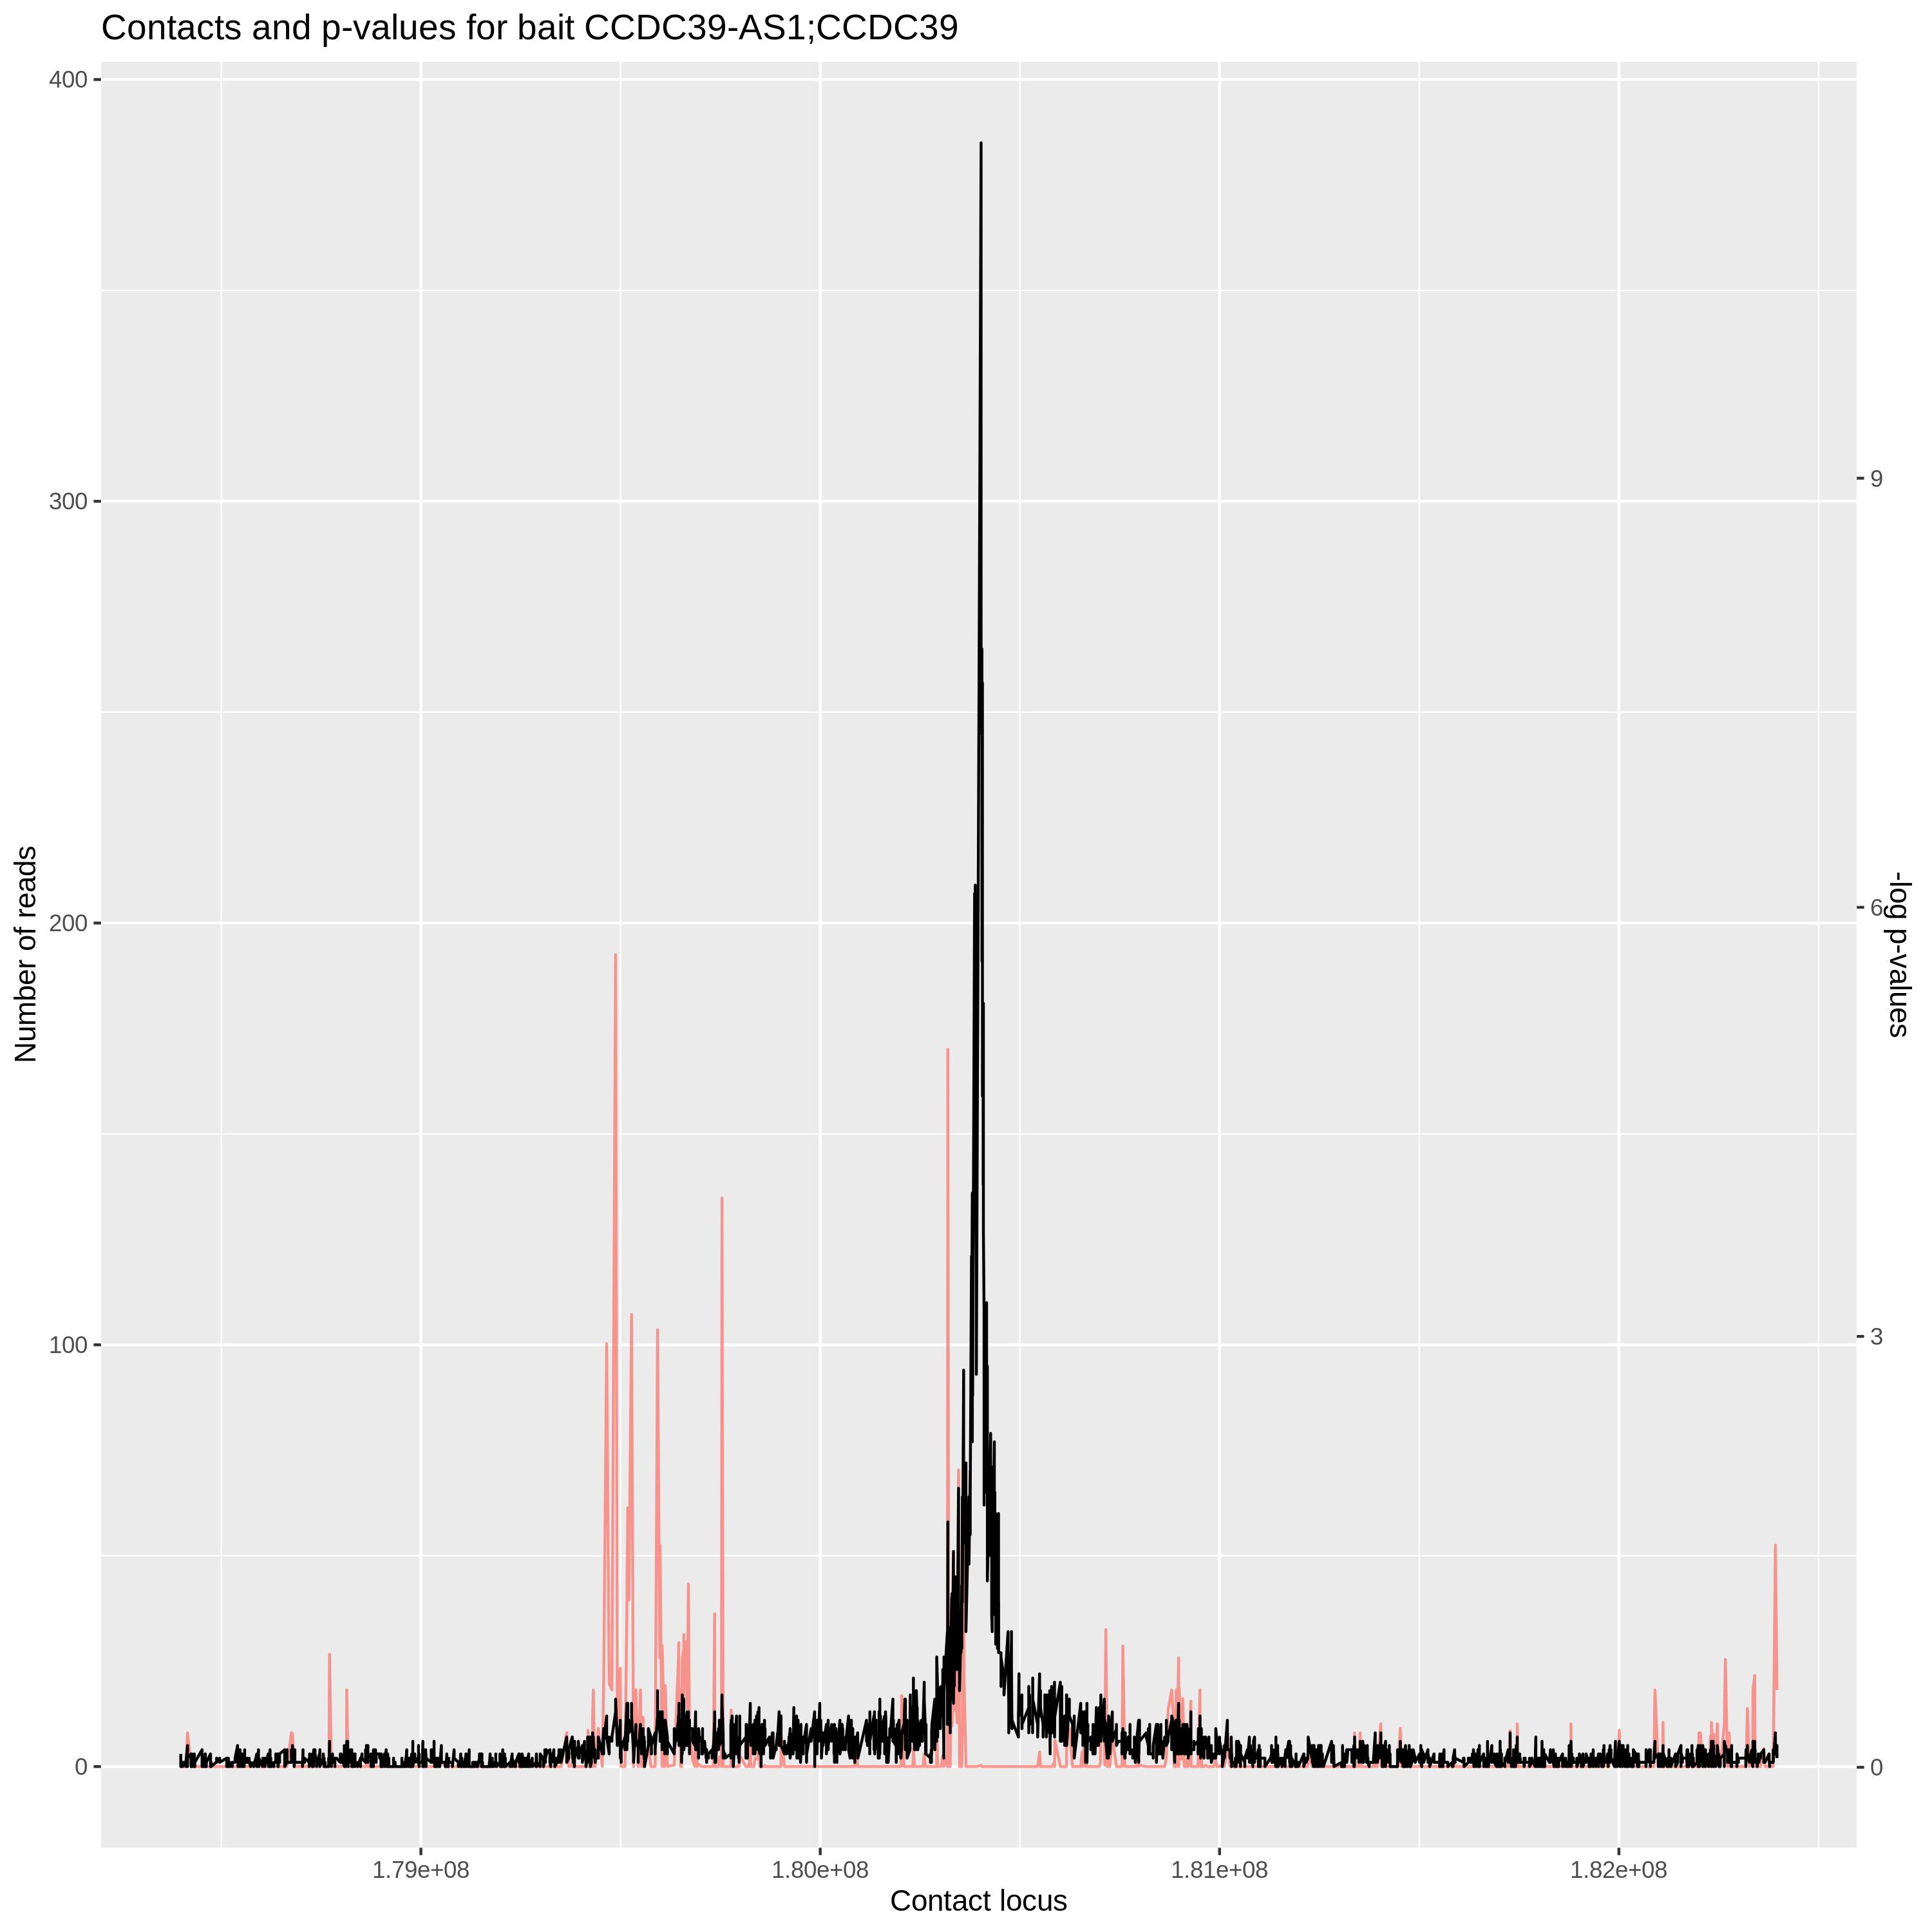 Contacts and p-values for bait CCDC39-AS1;CCDC39
400
300
200
100
0
Number of reads
9
6
3
0
-log p-values
1.79e+08
1.80e+08
1.81e+08
1.82e+08
Contact locus